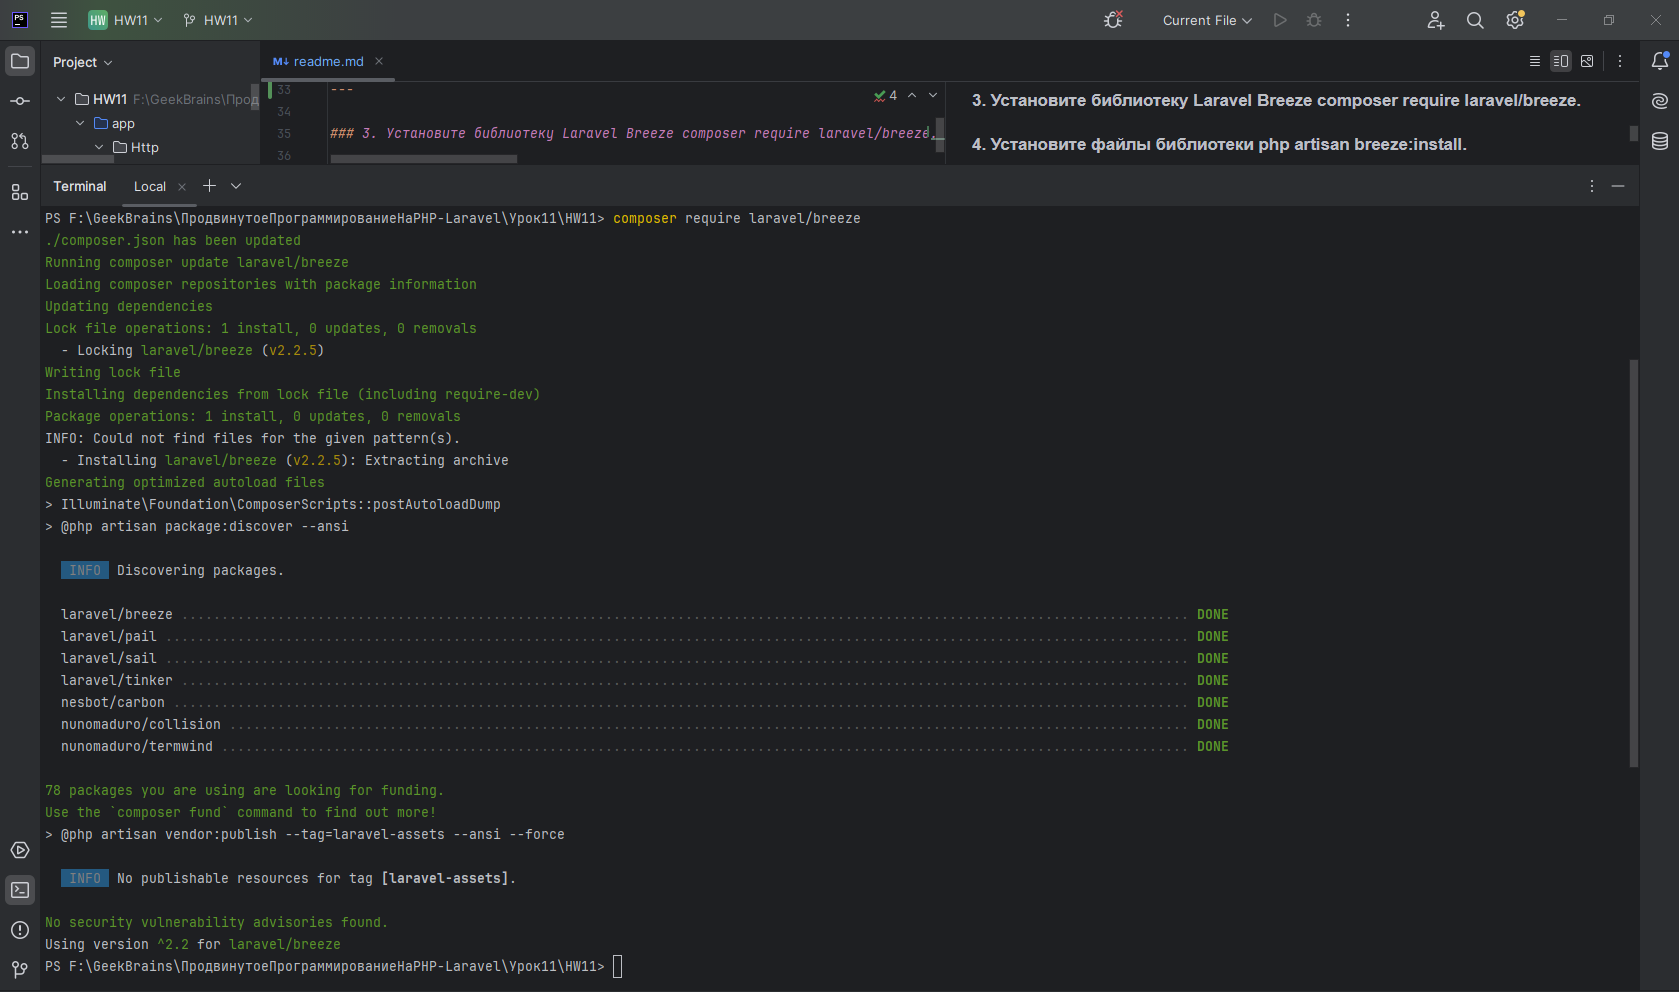 PS
HW HW11 HW11 Current File
Project
readme.md
HW11 F:\GeekBrains\Прод
app
Http
33 ---
34
35 ### 3. Установите библиотеку Laravel Breeze composer require laravel/breeze.
36
4
3. Установите библиотеку Laravel Breeze composer require laravel/breeze.
4. Установите файлы библиотеки php artisan breeze:install.
Terminal Local
PS F:\GeekBrains\ПродвинутоеПрограммированиеНаPHP-Laravel\Урок11\HW11> composer require laravel/breeze
./composer.json has been updated
Running composer update laravel/breeze
Loading composer repositories with package information
Updating dependencies
Lock file operations: 1 install, 0 updates, 0 removals
- Locking laravel/breeze (v2.2.5)
Writing lock file
Installing dependencies from lock file (including require-dev)
Package operations: 1 install, 0 updates, 0 removals
INFO: Could not find files for the given pattern(s).
- Installing laravel/breeze (v2.2.5): Extracting archive
Generating optimized autoload files
> Illuminate\Foundation\ComposerScripts::postAutoloadDump
> @php artisan package:discover --ansi
INFO Discovering packages.
laravel/breeze ........ DONE
laravel/pail ........ DONE
laravel/sail ........ DONE
laravel/tinker ........ DONE
nesbot/carbon ........ DONE
nunomaduro/collision ........ DONE
nunomaduro/termwind ........ DONE
78 packages you are using are looking for funding.
Use the `composer fund` command to find out more!
> @php artisan vendor:publish --tag=laravel-assets --ansi --force
INFO No publishable resources for tag [laravel-assets].
No security vulnerability advisories found.
Using version ^2.2 for laravel/breeze
PS F:\GeekBrains\ПродвинутоеПрограммированиеНаPHP-Laravel\Урок11\HW11>